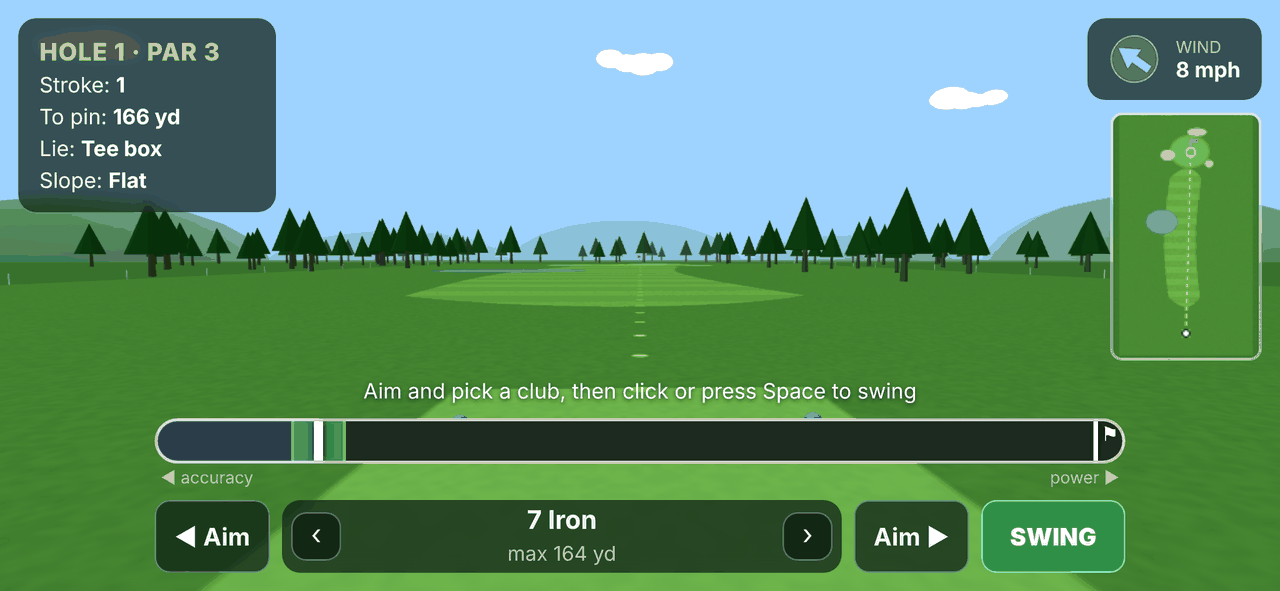 HOLE 1 · PAR 3
Stroke: 1
To pin: 166 yd
Lie: Tee box
Slope: Flat
WIND
8 mph
Aim and pick a club, then click or press Space to swing
◀ accuracy
power ▶
◀ Aim
‹
7 Iron
max 164 yd
›
Aim ▶
SWING